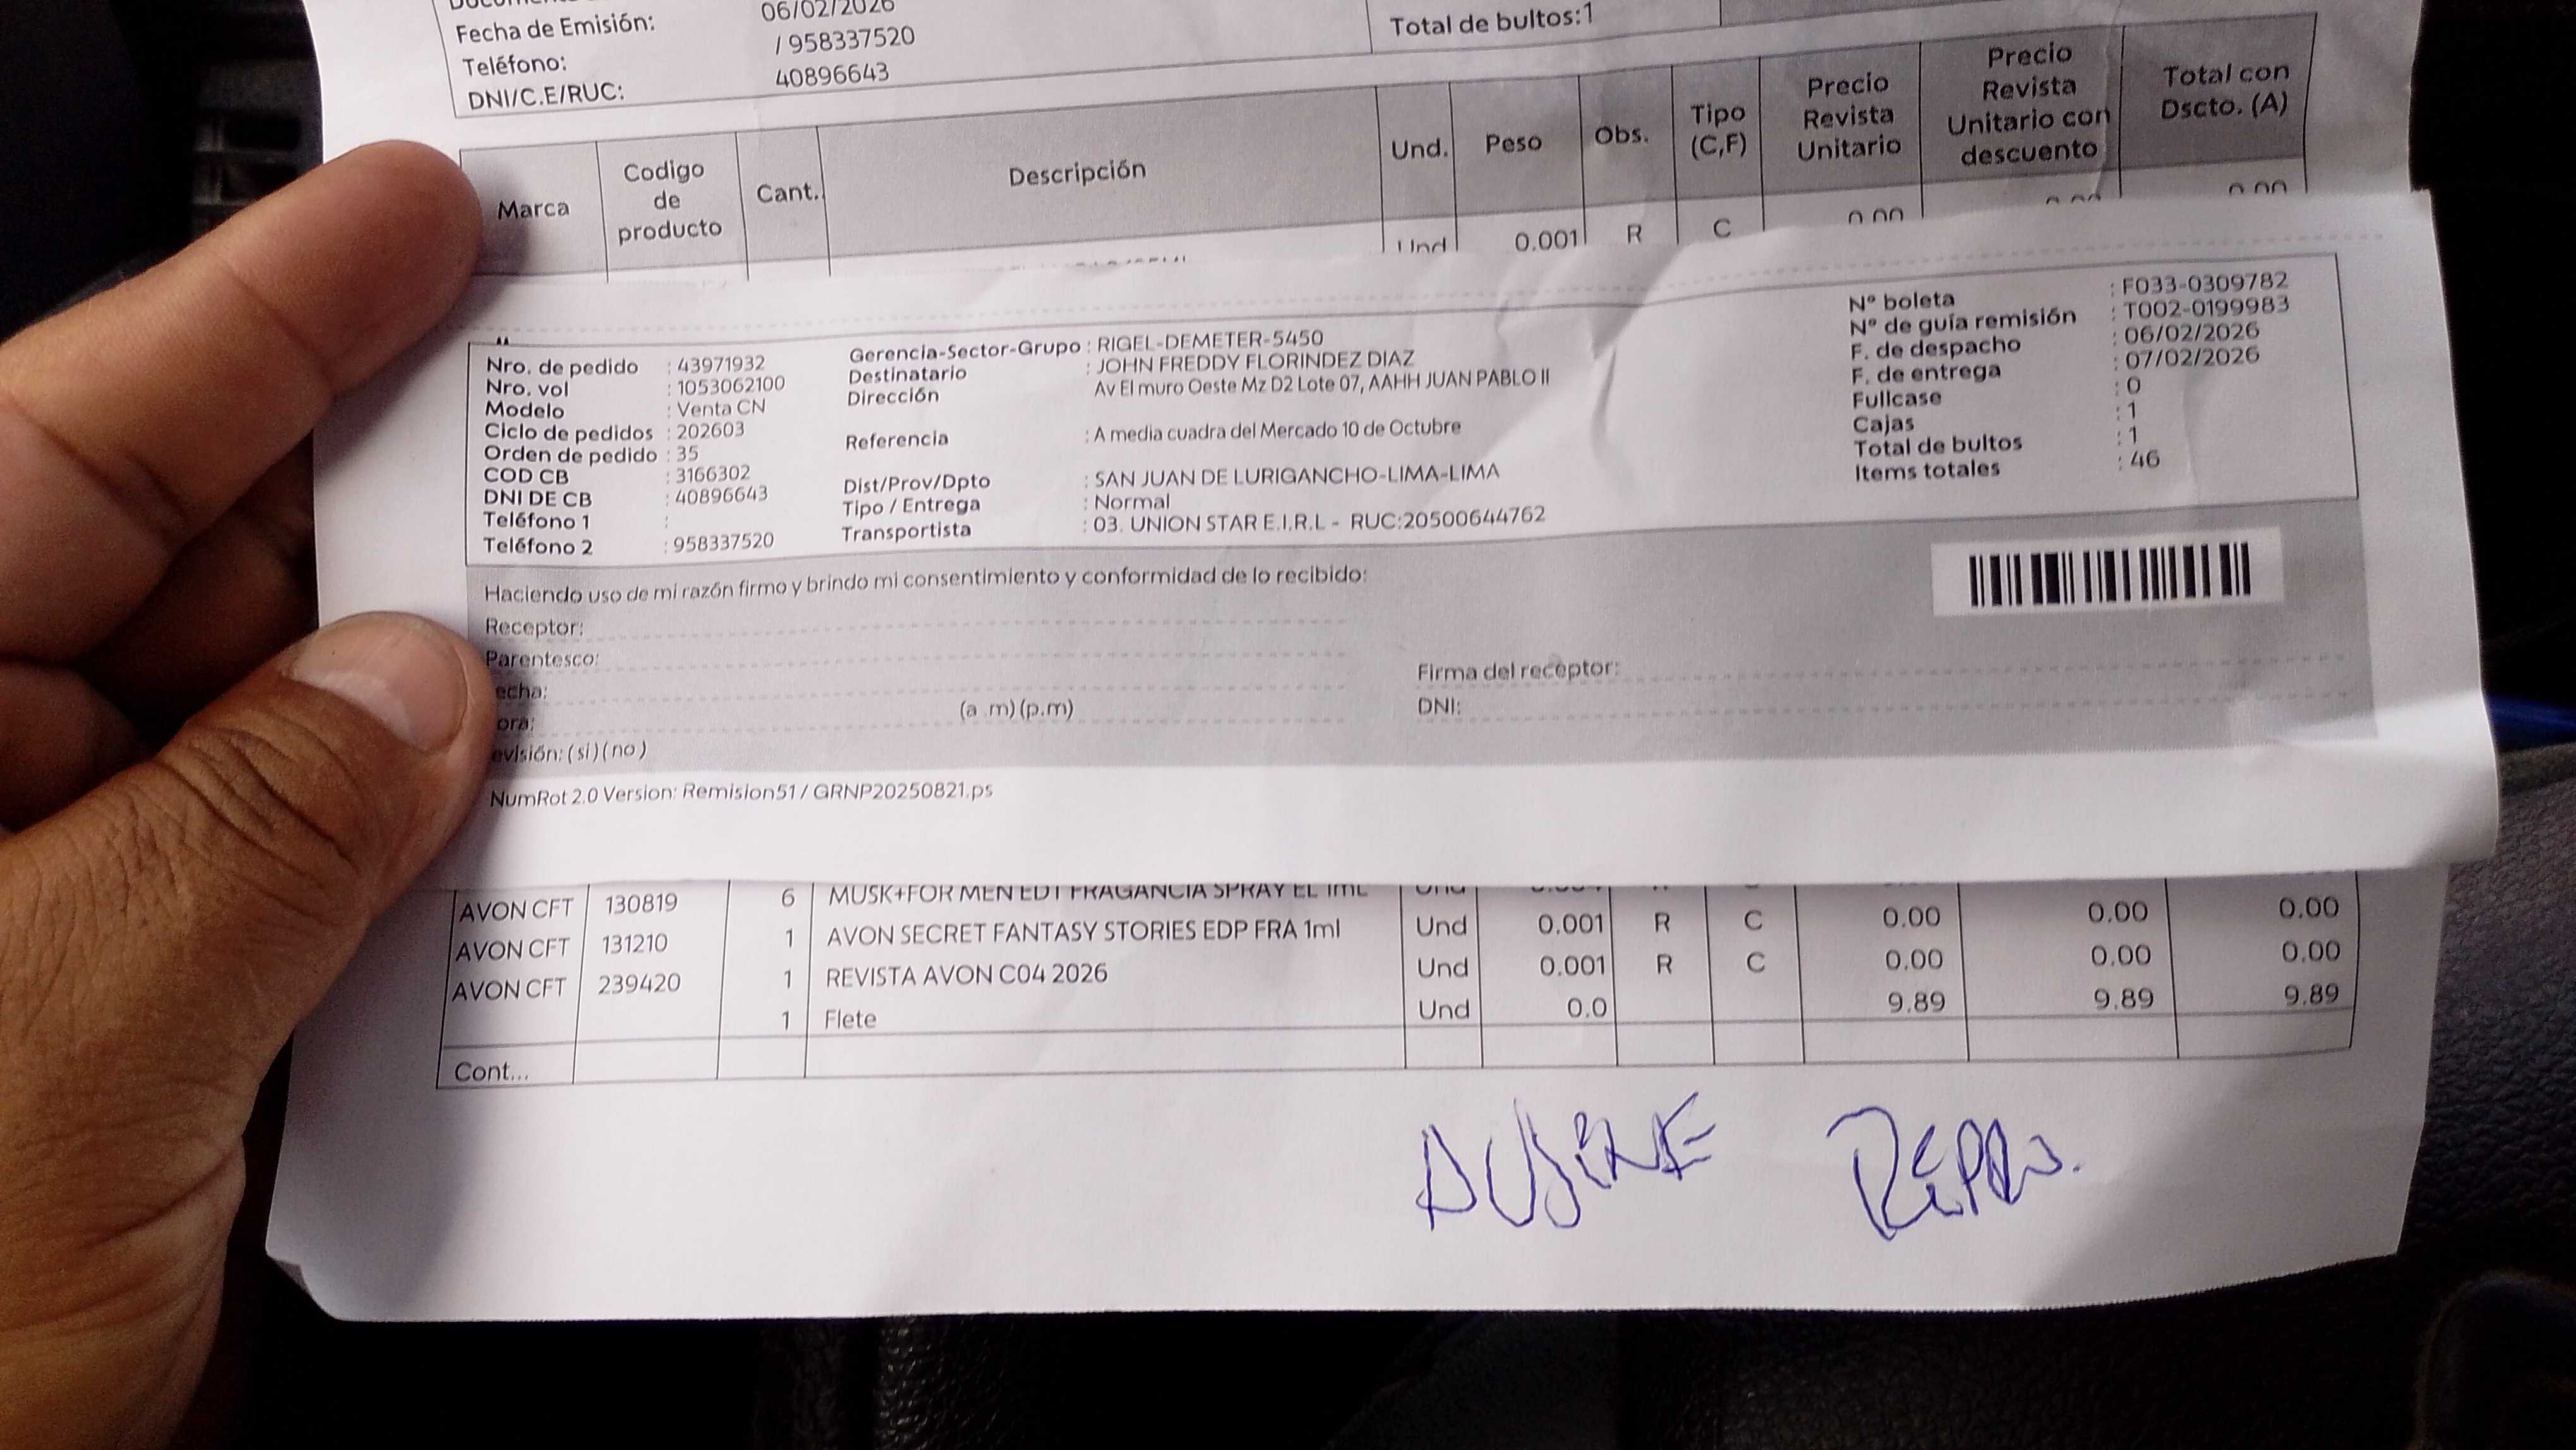 Fecha de Emisión: 06/02/2026
Teléfono: / 958337520
DNI/C.E/RUC: 40896643
Total de bultos:1
Marca Codigo de producto Cant. Descripción Und. Peso Obs. Tipo (C,F) Precio Revista Unitario Precio Revista Unitario con descuento Total con Dscto. (A)
Und 0.001 R C 0.00 0.00 0.00
Nro. de pedido : 43971932
Nro. vol : 1053062100
Modelo : Venta CN
Ciclo de pedidos : 202603
Orden de pedido : 35
COD CB : 3166302
DNI DE CB : 40896643
Teléfono 1 :
Teléfono 2 : 958337520
Gerencia-Sector-Grupo : RIGEL-DEMETER-5450
Destinatario : JOHN FREDDY FLORINDEZ DIAZ
Dirección Av El muro Oeste Mz D2 Lote 07, AAHH JUAN PABLO II
Referencia : A media cuadra del Mercado 10 de Octubre
Dist/Prov/Dpto : SAN JUAN DE LURIGANCHO-LIMA-LIMA
Tipo / Entrega : Normal
Transportista : 03. UNION STAR E.I.R.L - RUC:20500644762
N° boleta : F033-0309782
N° de guía remisión : T002-0199983
F. de despacho : 06/02/2026
F. de entrega : 07/02/2026
Fullcase : 0
Cajas : 1
Total de bultos : 1
Items totales : 46
Haciendo uso de mi razón firmo y brindo mi consentimiento y conformidad de lo recibido:
Receptor:
Parentesco:
echa:
ora: (a .m) (p.m)
evisión: (si) (no)
Firma del receptor:
DNI:
NumRot 2.0 Version: Remision51 / GRNP20250821.ps
AVON CFT 130819 6 MUSK+FOR MEN EDT FRAGANCIA SPRAY EL 1mL Und
AVON CFT 131210 1 AVON SECRET FANTASY STORIES EDP FRA 1ml Und 0.001 R C 0.00 0.00 0.00
AVON CFT 239420 1 REVISTA AVON C04 2026 Und 0.001 R C 0.00 0.00 0.00
1 Flete Und 0.0 9.89 9.89 9.89
Cont...